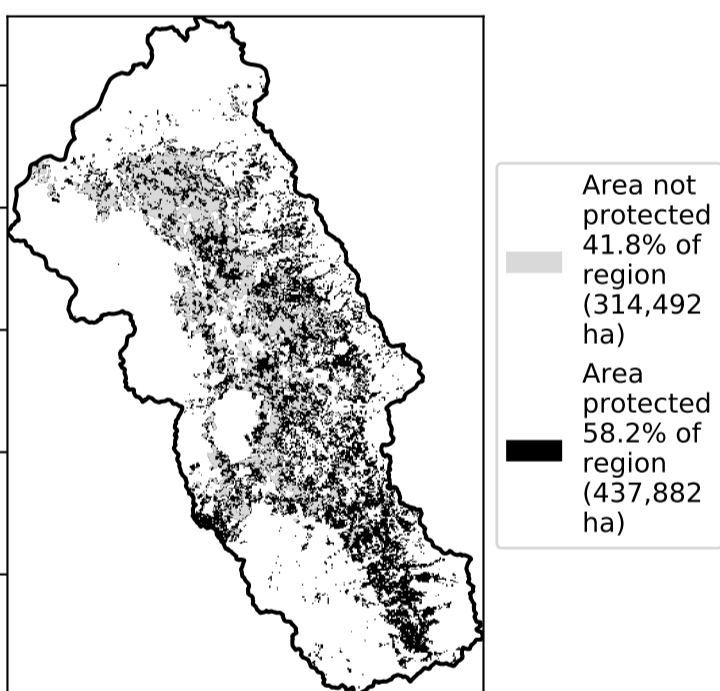 Area not
protected
41.8% of
region
(314,492
ha)
Area
protected
58.2% of
region
(437,882
ha)